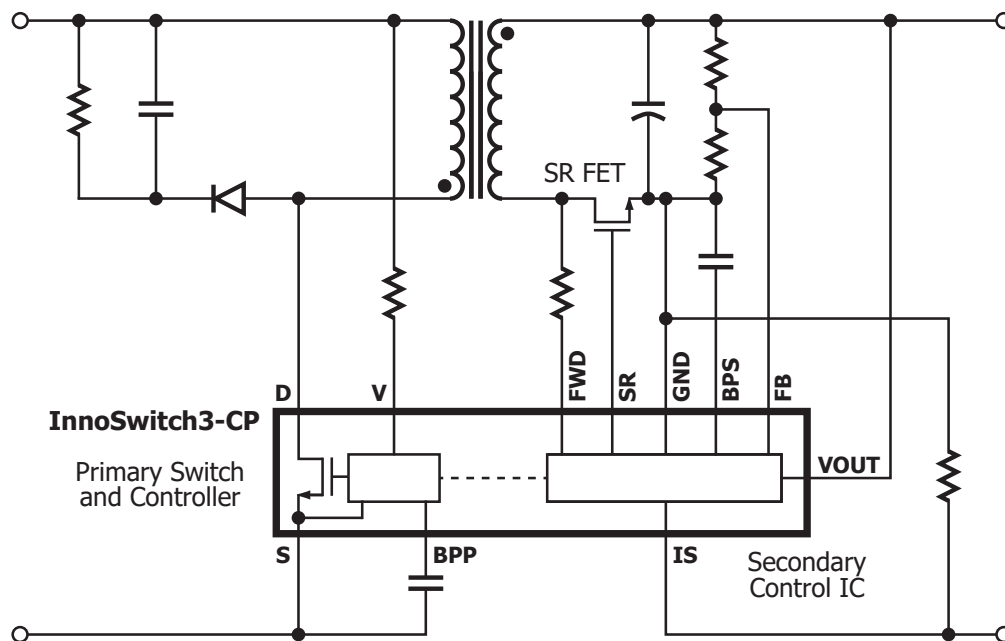 SR FET
FWD
SR
GND
BPS
FB
D
V
InnoSwitch3-CP
Primary Switch
and Controller
VOUT
S
BPP
IS
Secondary
Control IC